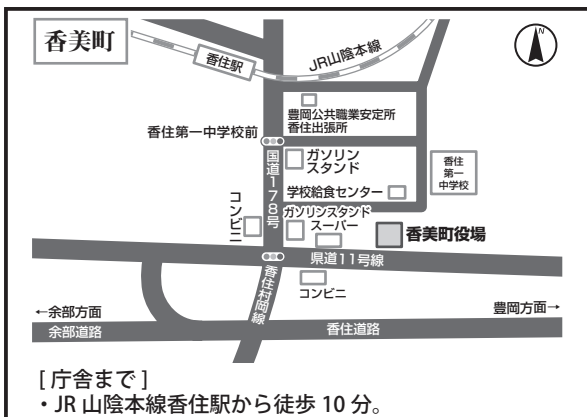 香美町
N
JR山陰本線
香住駅
豊岡公共職業安定所
香住出張所
香住第一中学校前
国道178号
ガソリン
スタンド
香住
第一
中学校
学校給食センター
コンビニ
ガソリンスタンド
スーパー
香美町役場
県道11号線
コンビニ
香住村岡線
←余部方面
豊岡方面→
余部道路
香住道路
[庁舎まで]
・JR 山陰本線香住駅から徒歩 10 分。